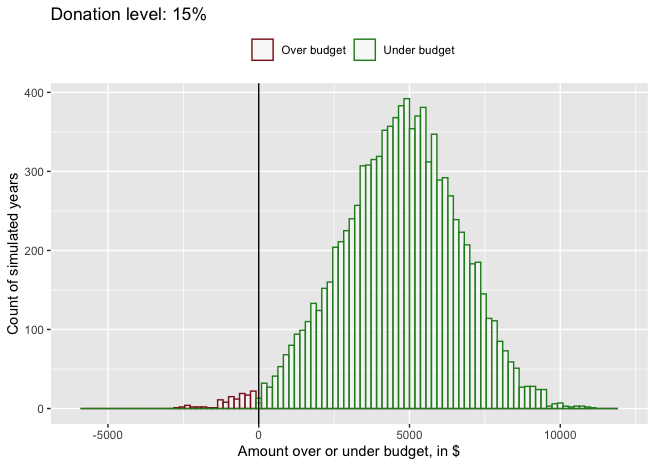 Donation level: 15%
Over budget Under budget
400
300
200
100
0
-5000 0 5000 10000
Count of simulated years
Amount over or under budget, in $